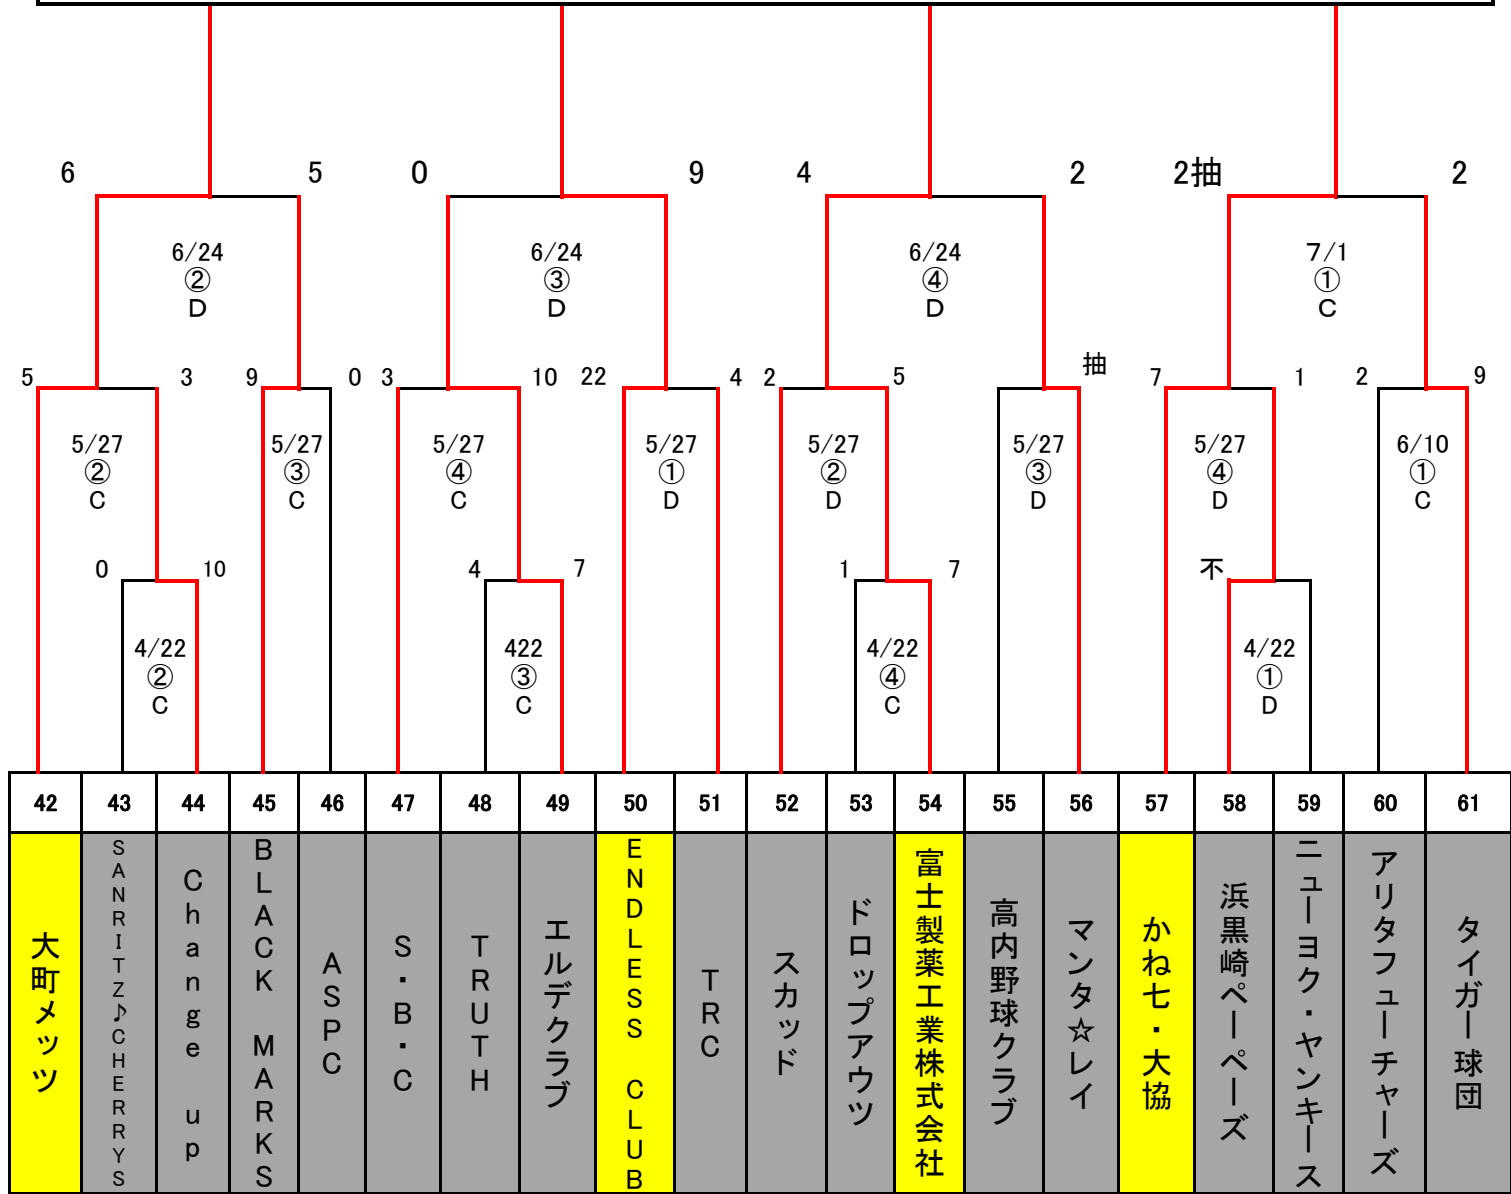 6 5 0 9 4 2 2抽 2
6/24 6/24 6/24 7/1
② ③ ④ ①
D D D C
5 3 9 0 3 10 22 4 2 5 抽 7 1 2 9
5/27 5/27 5/27 5/27 5/27 5/27 5/27 6/10
② ③ ④ ① ② ③ ④ ①
C C C D D D D C
0 10 4 7 1 7 不
4/22 422 4/22 4/22
② ③ ④ ①
C C C D
42 43 44 45 46 47 48 49 50 51 52 53 54 55 56 57 58 59 60 61
大町メッツ
SANRITZ♪CHERRYS
Change up
BLACK MARKS
ASPC
S・B・C
TRUTH
エルデクラブ
ENDLESS CLUB
TRC
スカッド
ドロップアウツ
富士製薬工業株式会社
高内野球クラブ
マンタ☆レイ
かね七・大協
浜黒崎ペーペーズ
ニューヨク・ヤンキース
アリタフューチャーズ
タイガー球団